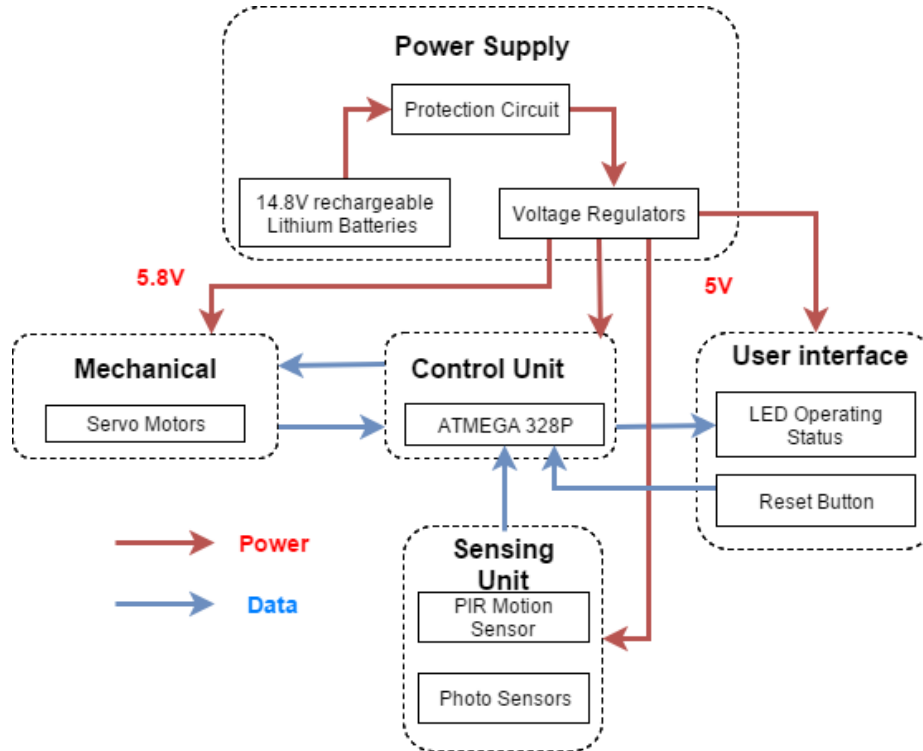 Power Supply
Protection Circuit
14.8V rechargeable
Lithium Batteries
Voltage Regulators
5.8V
5V
Mechanical
Servo Motors
Control Unit
ATMEGA 328P
User interface
LED Operating
Status
Reset Button
Power
Data
Sensing
Unit
PIR Motion
Sensor
Photo Sensors